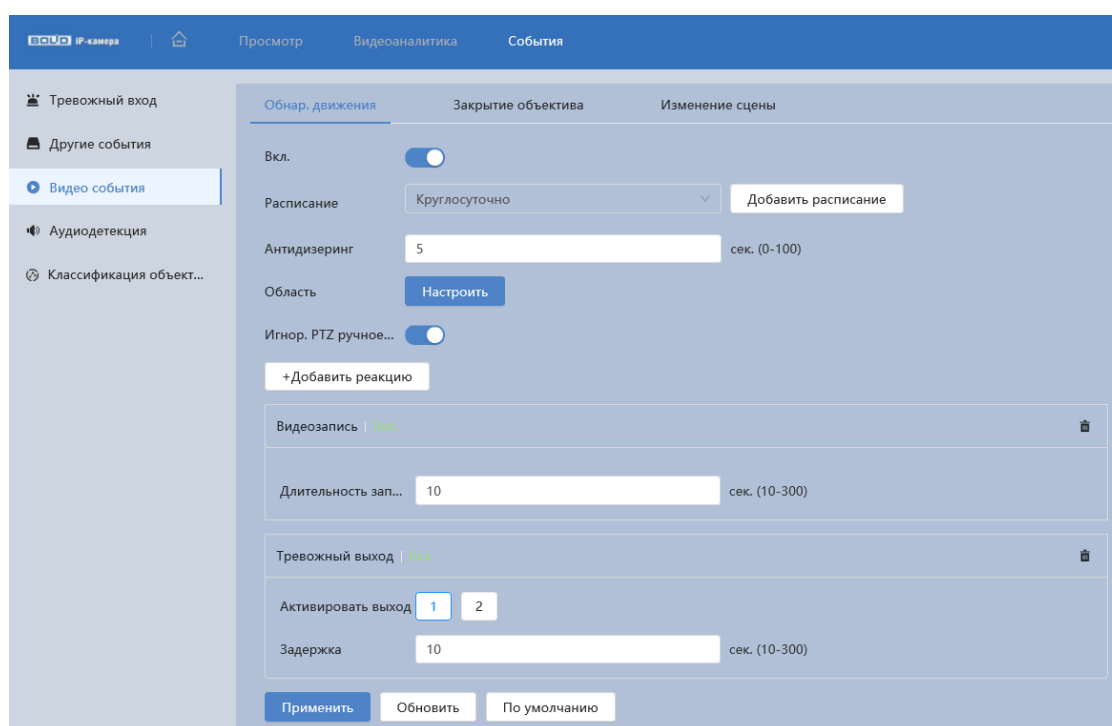 BOLID IP-камера Просмотр Видеоаналитика События
Тревожный вход
Другие события
Видео события
Аудиодетекция
Классификация объект...
Обнар. движения Закрытие объектива Изменение сцены
Вкл.
Расписание Круглосуточно Добавить расписание
Антидизеринг 5 сек. (0-100)
Область Настроить
Игнор. PTZ ручное...
+Добавить реакцию
Видеозапись
Длительность зап... 10 сек. (10-300)
Тревожный выход
Активировать выход 1 2
Задержка 10 сек. (10-300)
Применить Обновить По умолчанию